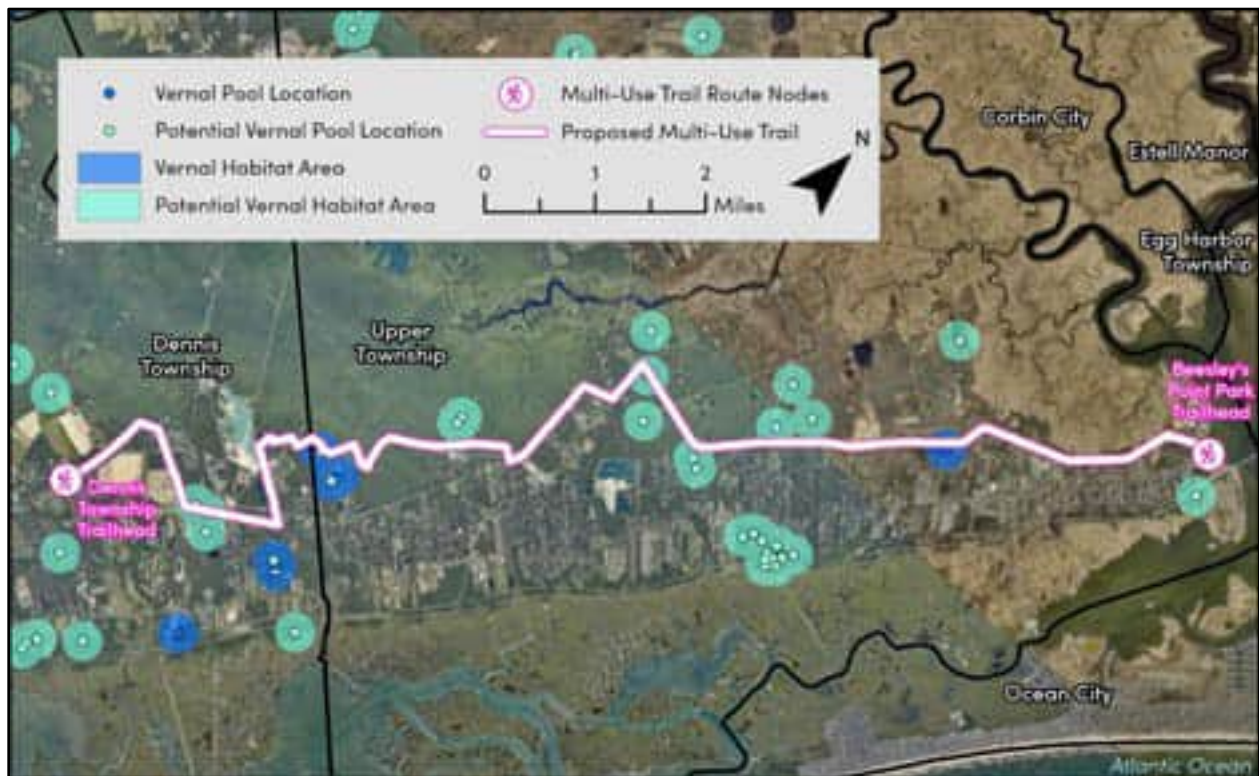 Vernal Pool Location
Potential Vernal Pool Location
Vernal Habitat Area
Potential Vernal Habitat Area
Multi-Use Trail Route Nodes
Proposed Multi-Use Trail
0 1 2
Miles
N
Corbin City
Estell Manor
Egg Harbor
Township
Dennis
Township
Upper
Township
Beesley's
Point Park
Trailhead
Dennis
Township
Trailhead
Ocean City
Atlantic Ocean